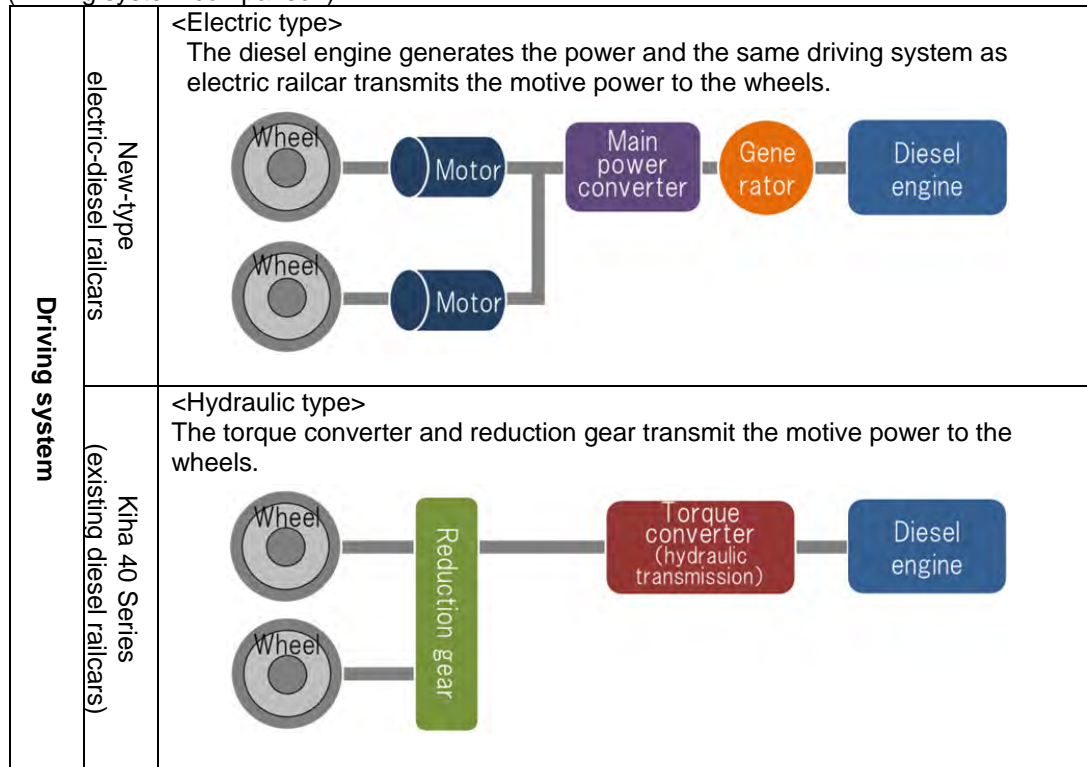 Driving system
New-type
electric-diesel railcars
<Electric type>
The diesel engine generates the power and the same driving system as
electric railcar transmits the motive power to the wheels.
Wheel
Motor
Main
power
converter
Gene
rator
Diesel
engine
Wheel
Motor
Kiha 40 Series
(existing diesel railcars)
<Hydraulic type>
The torque converter and reduction gear transmit the motive power to the
wheels.
Wheel
Reduction gear
Torque
converter
(hydraulic
transmission)
Diesel
engine
Wheel